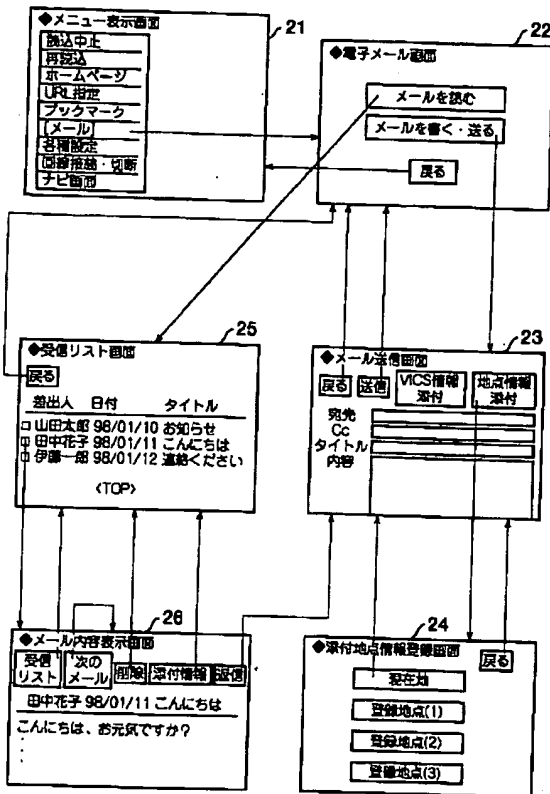 ◆メニュー表示画面
21
読込中止
再読込
ホームページ
URL指定
ブックマーク
[メール]
各種設定
回線接続・切断
ナビ画面
22
◆電子メール画面
メールを読む
メールを書く・送る
戻る
25
◆受信リスト画面
戻る
差出人 日付 タイトル
山田太郎 98/01/10 お知らせ
田中花子 98/01/11 こんにちは
伊藤一郎 98/01/12 連絡ください
<TOP>
23
◆メール送信画面
戻る 送信 VICS情報添付 地点情報添付
宛先
Cc
タイトル
内容
26
◆メール内容表示画面
受信リスト 次のメール 削除 添付情報 返信
田中花子 98/01/11 こんにちは
こんにちは、お元気ですか?
24
◆添付地点情報登録画面
戻る
現在地
登録地点(1)
登録地点(2)
登録地点(3)